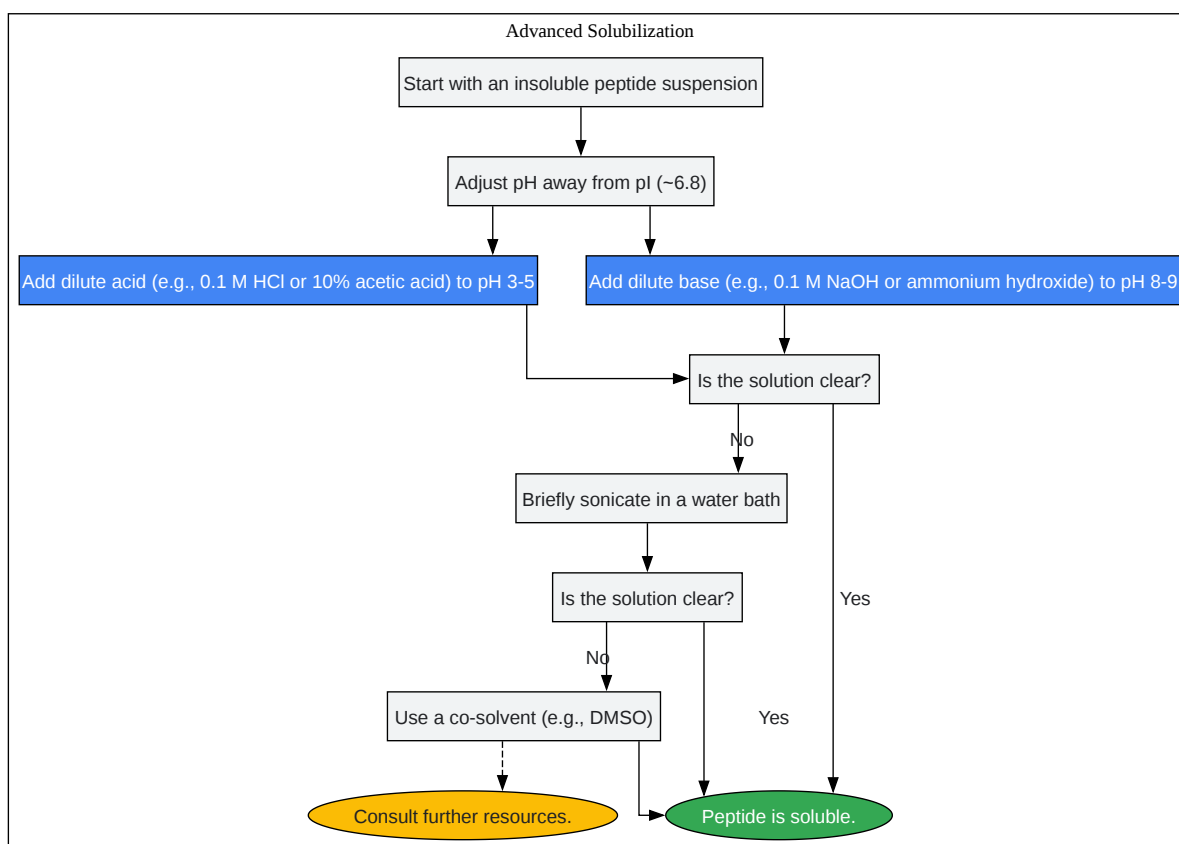 Advanced Solubilization
Start with an insoluble peptide suspension
Adjust pH away from pI (~6.8)
Add dilute acid (e.g., 0.1 M HCl or 10% acetic acid) to pH 3-5
Add dilute base (e.g., 0.1 M NaOH or ammonium hydroxide) to pH 8-9
Is the solution clear?
No
Briefly sonicate in a water bath
Is the solution clear?
Yes
No
Use a co-solvent (e.g., DMSO)
Yes
Consult further resources.
Peptide is soluble.